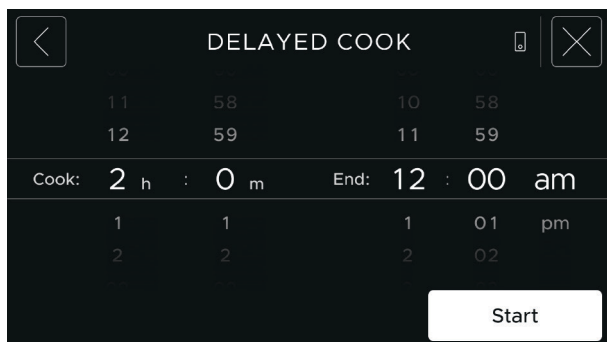 DELAYED COOK
11 58 10 58
12 59 11 59
Cook: 2 h : 0 m End: 12 : 00 am
1 1 1 01 pm
2 2 2 02
Start